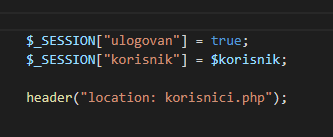 $_SESSION["ulogovan"] = true;
$_SESSION["korisnik"] = $korisnik;
header("location: korisnici.php");